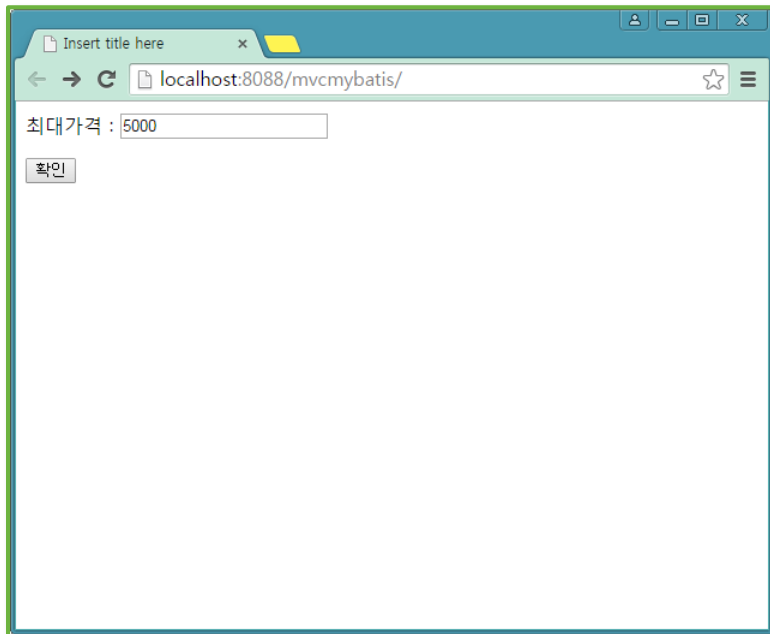 Insert title here
localhost:8088/mvcmybatis/
최대가격 : 5000
확인